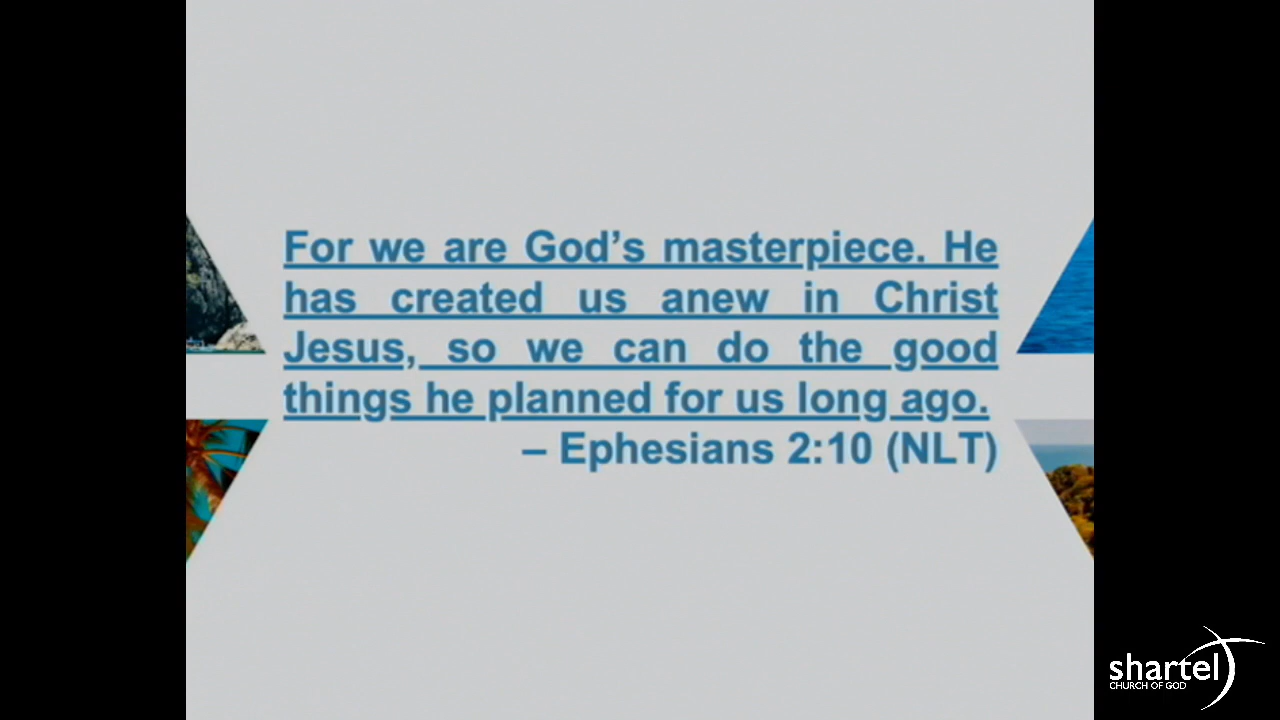 For we are God’s masterpiece. He
has created us anew in Christ
Jesus, so we can do the good
things he planned for us long ago.
– Ephesians 2:10 (NLT)
shartel
CHURCH OF GOD